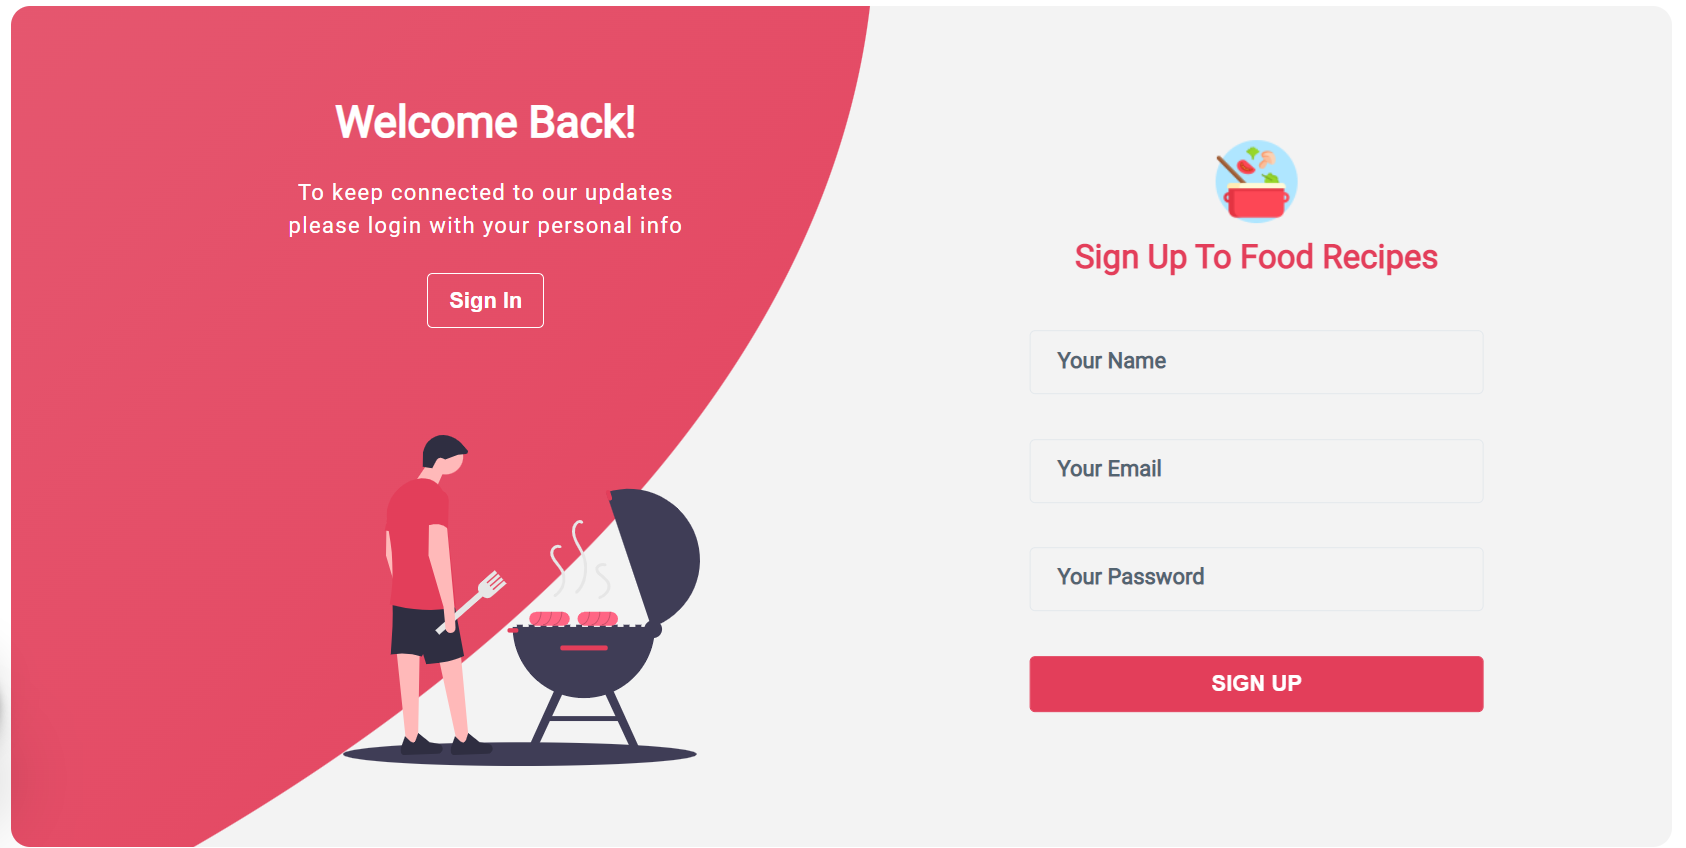 Welcome Back!
To keep connected to our updates
please login with your personal info
Sign In
Sign Up To Food Recipes
Your Name
Your Email
Your Password
SIGN UP